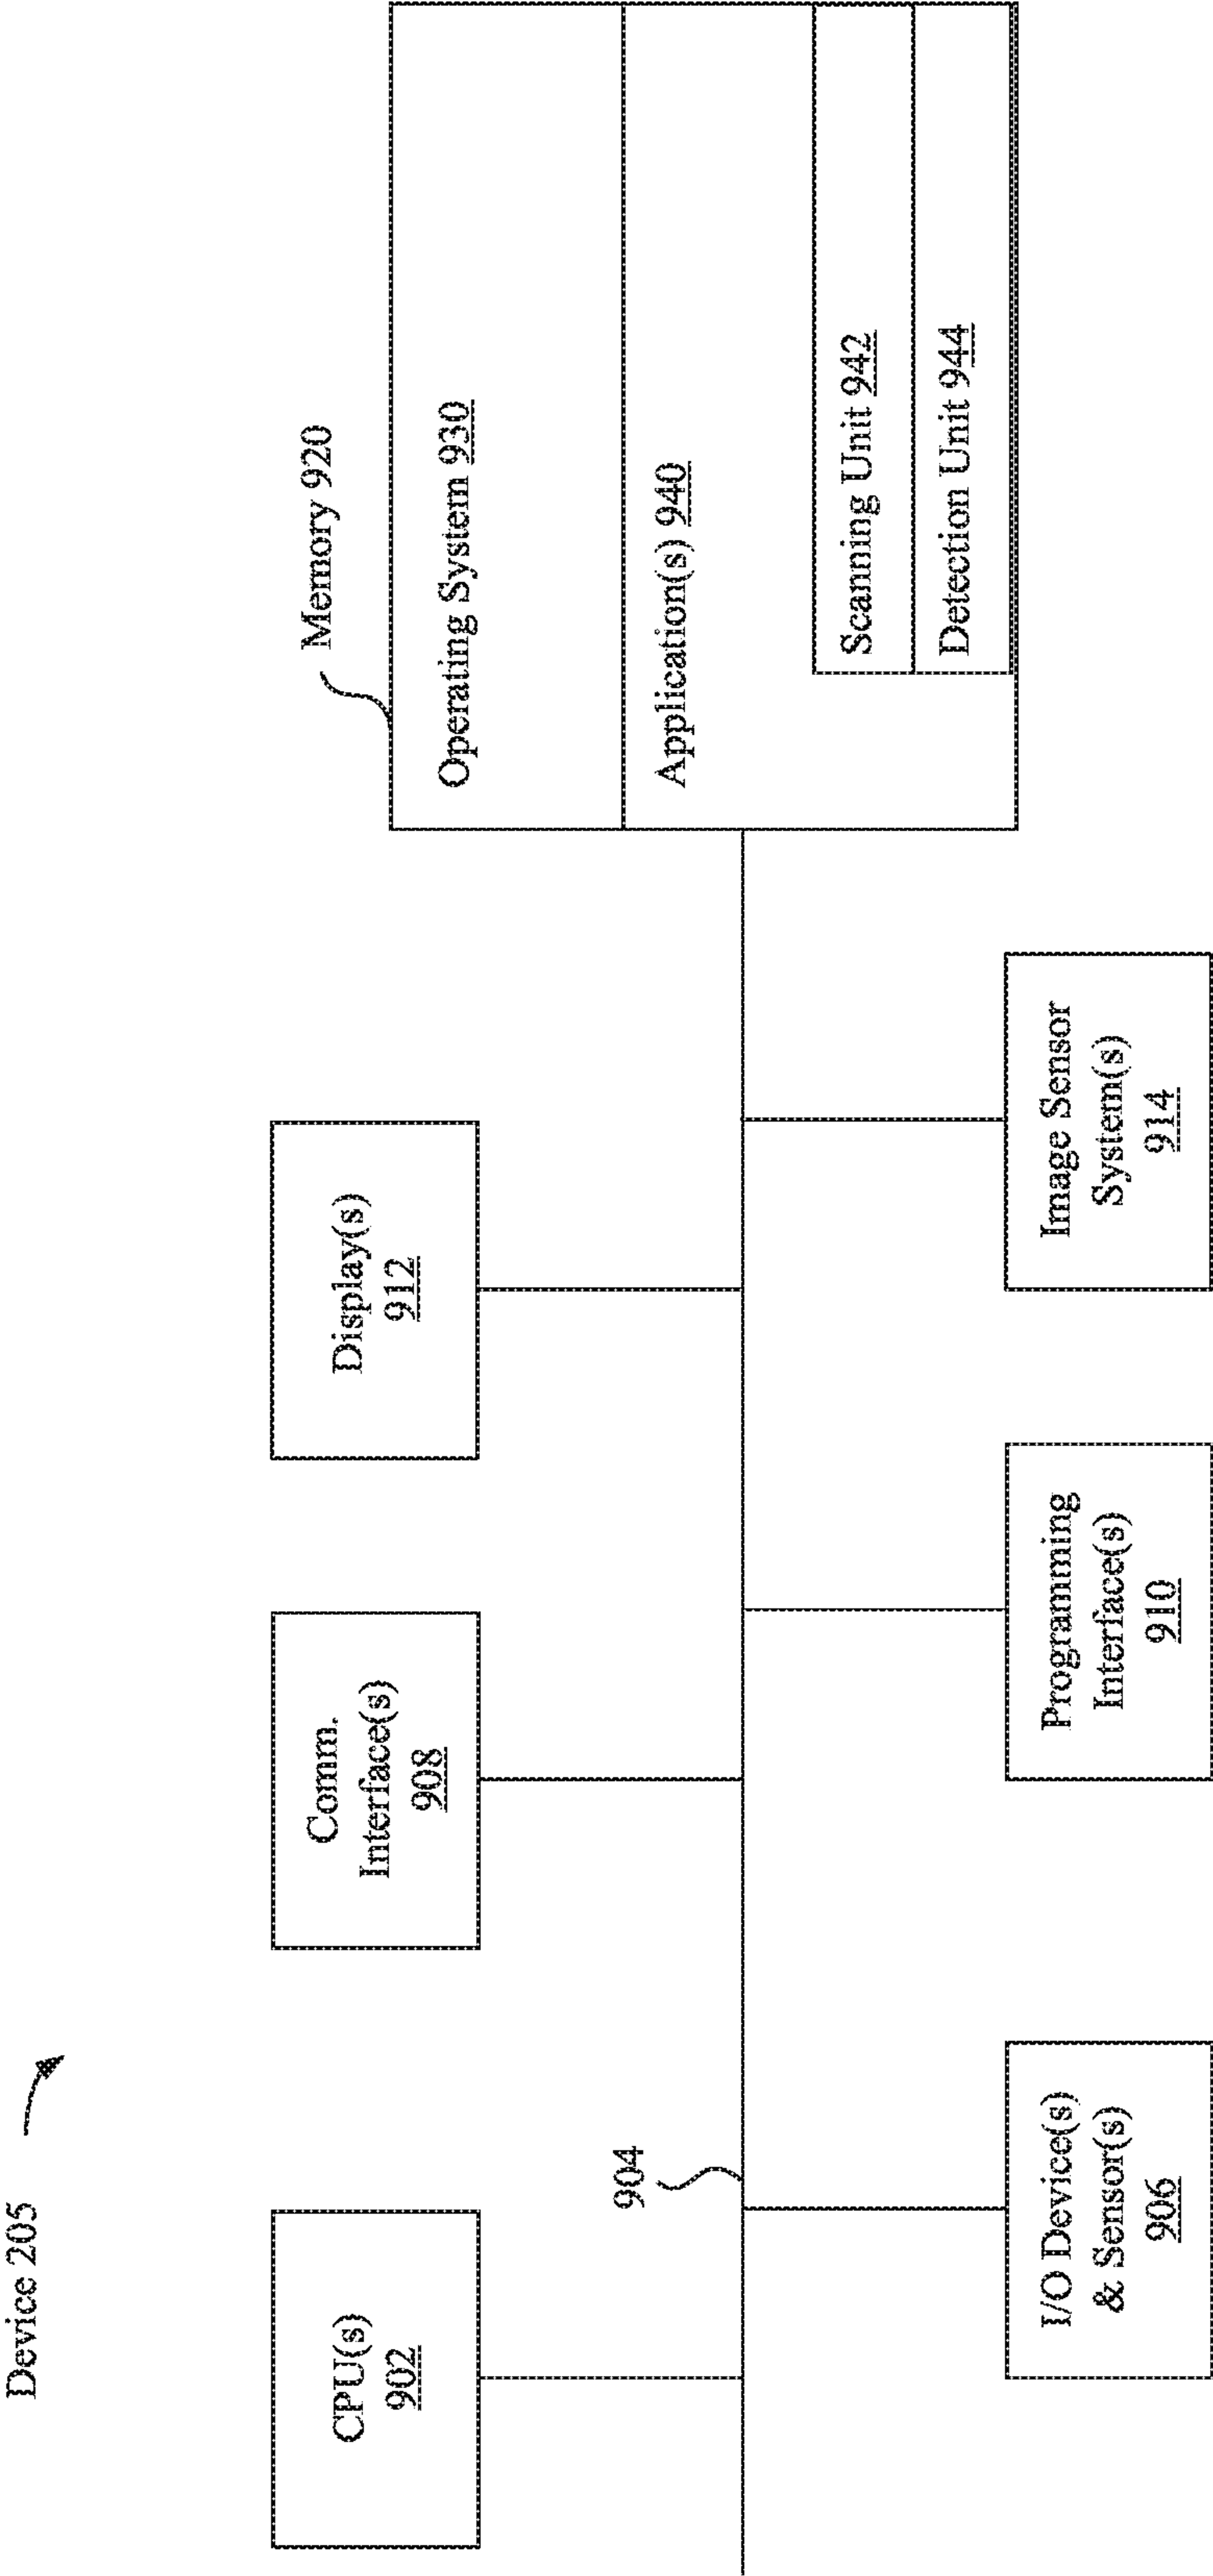 Device 205
CPU(s)
902
Comm.
Interface(s)
908
Display(s)
912
Memory 920
Operating System 930
Application(s) 940
Scanning Unit 942
Detection Unit 944
904
I/O Device(s)
& Sensor(s)
906
Programming
Interface(s)
910
Image Sensor
System(s)
914